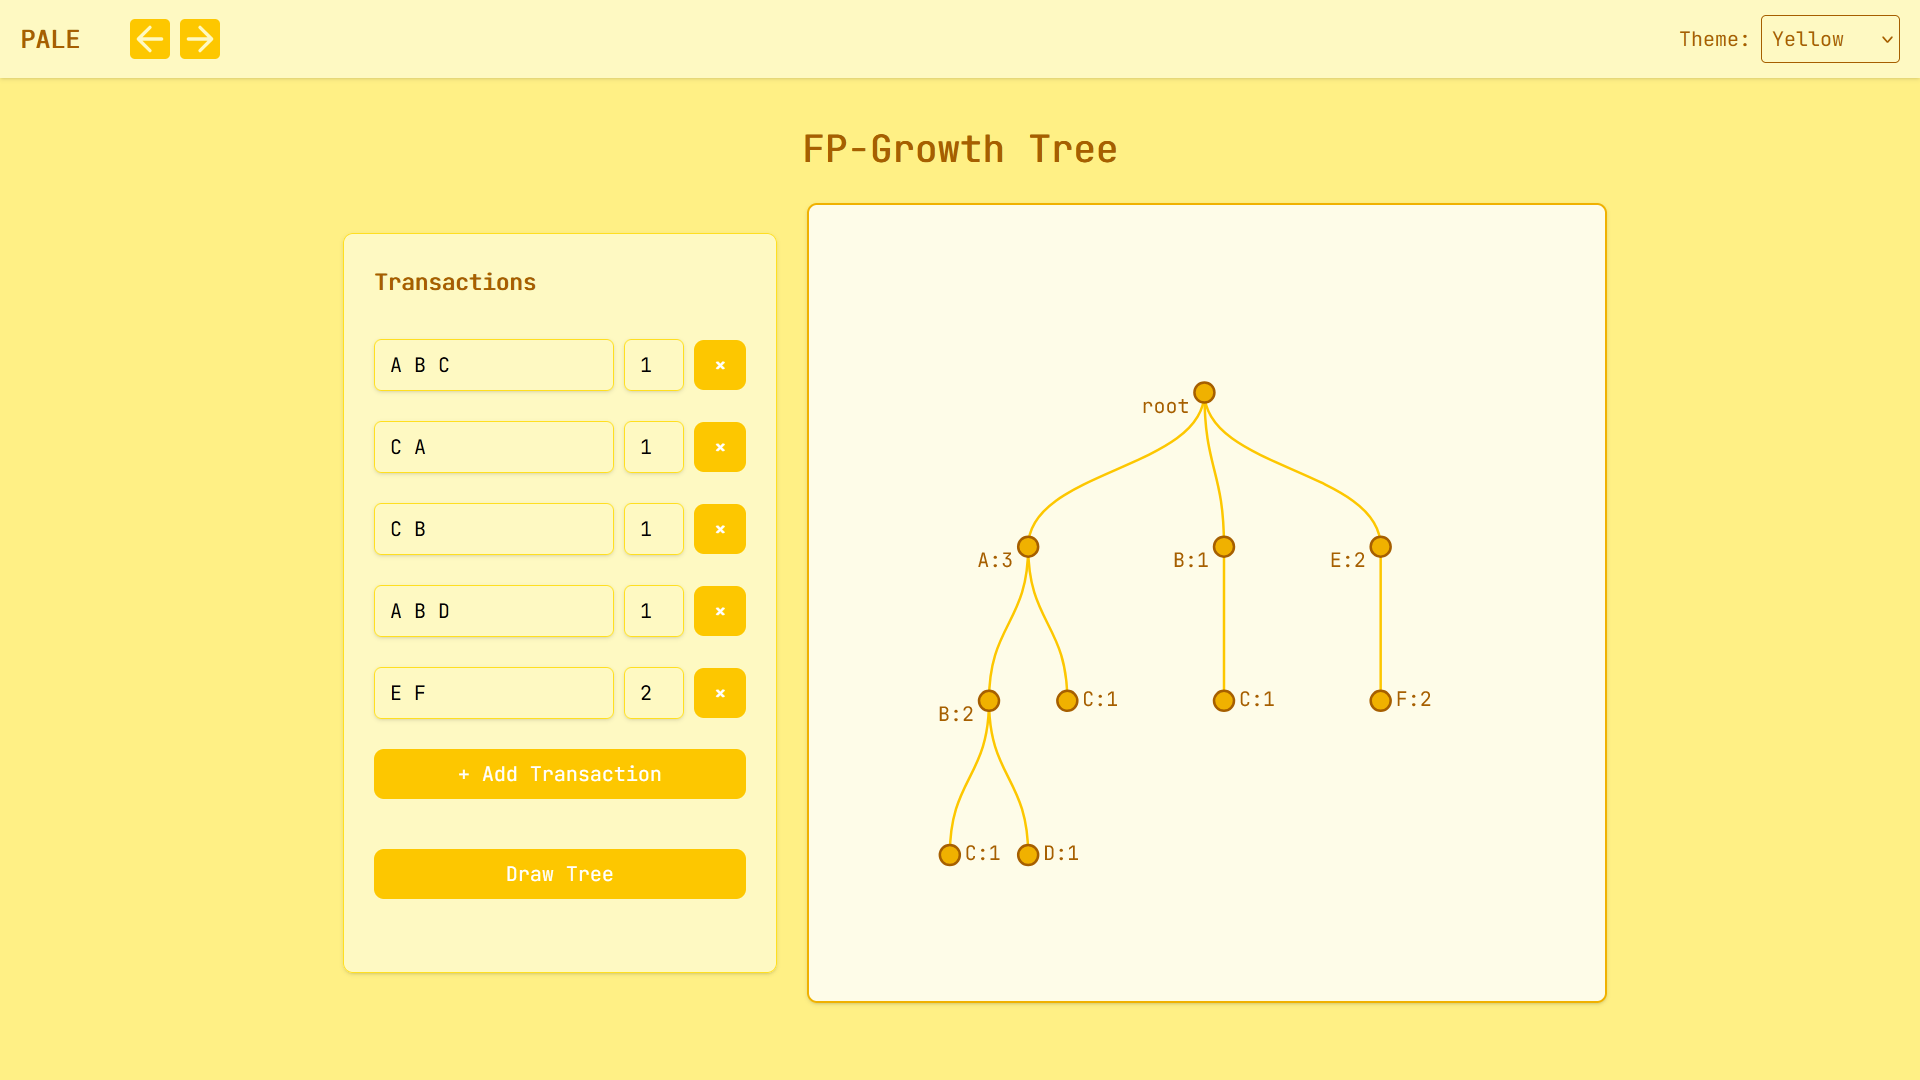 PALE
Theme: Yellow
FP-Growth Tree
Transactions
A B C 1 ×
C A 1 ×
C B 1 ×
A B D 1 ×
E F 2 ×
+ Add Transaction
Draw Tree
root
A:3 B:1 E:2
B:2 C:1 C:1 F:2
C:1 D:1